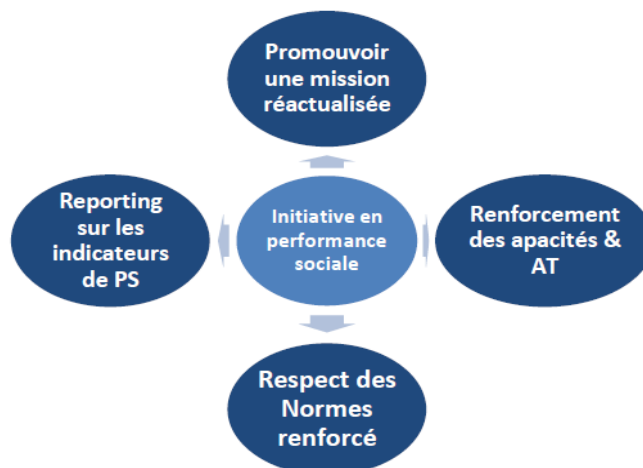 Promouvoir
une mission
réactualisée
Reporting
sur les
indicateurs
de PS
Initiative en
performance
sociale
Renforcement
des apacités &
AT
Respect des
Normes
renforcé